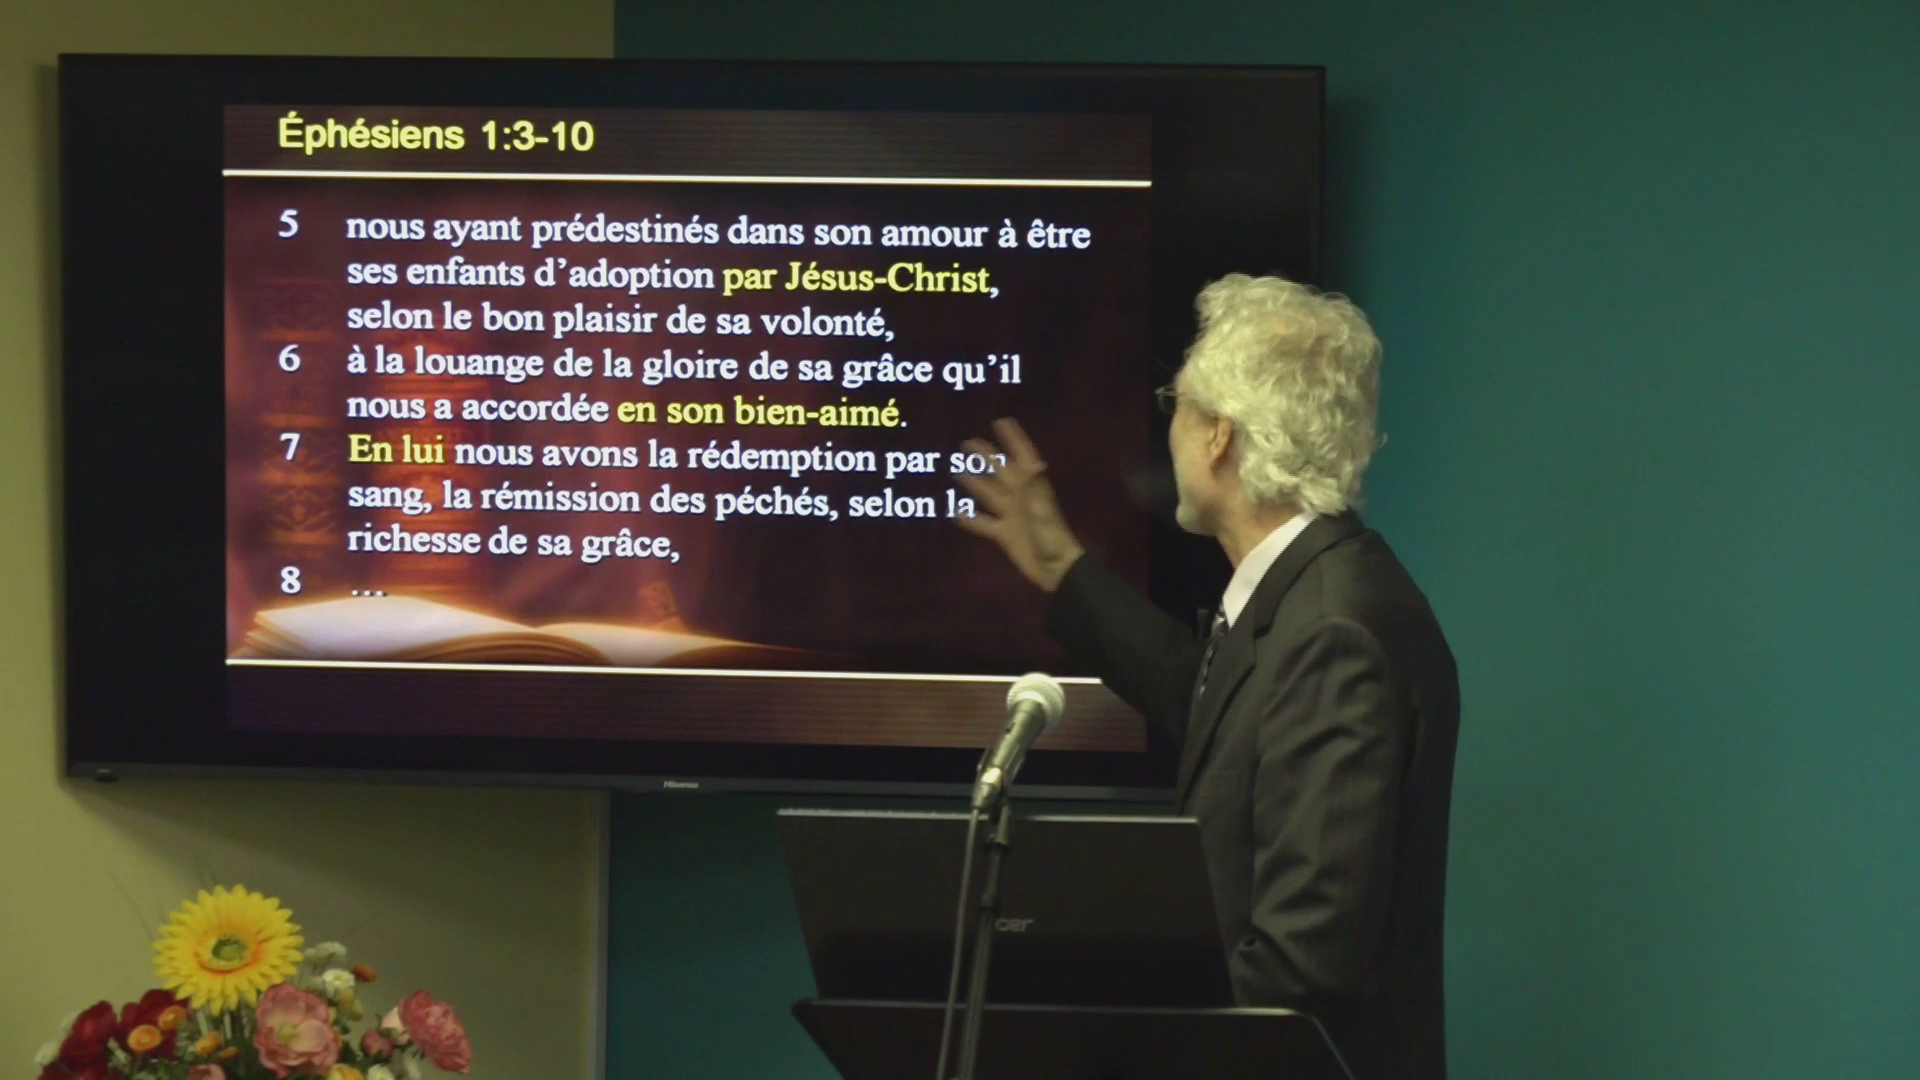 Éphésiens 1:3-10
5 nous ayant prédestinés dans son amour à être
ses enfants d’adoption par Jésus-Christ,
selon le bon plaisir de sa volonté,
6 à la louange de la gloire de sa grâce qu’il
nous a accordée en son bien-aimé.
7 En lui nous avons la rédemption par son
sang, la rémission des péchés, selon la
richesse de sa grâce,
8 ...
Hisense
acer